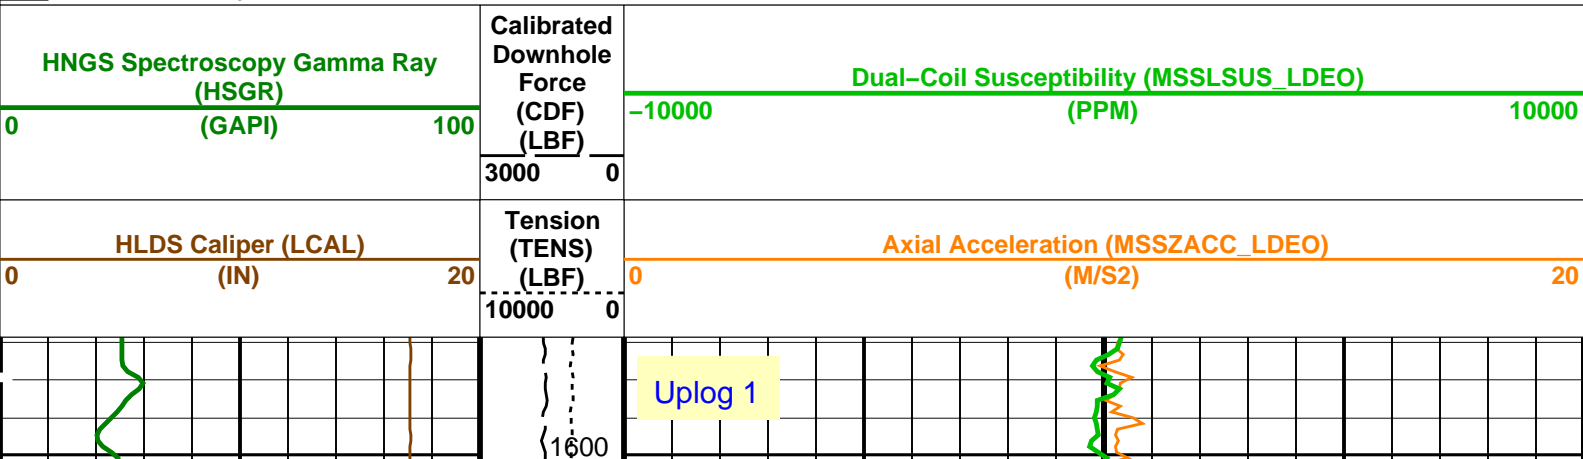 HNGS Spectroscopy Gamma Ray
(HSGR)
0 (GAPI) 100
Calibrated
Downhole
Force
(CDF)
(LBF)
3000 0
Dual−Coil Susceptibility (MSSLSUS_LDEO)
−10000 (PPM) 10000
HLDS Caliper (LCAL)
0 (IN) 20
Tension
(TENS)
(LBF)
10000 0
Axial Acceleration (MSSZACC_LDEO)
0 (M/S2) 20
Uplog 1
1600